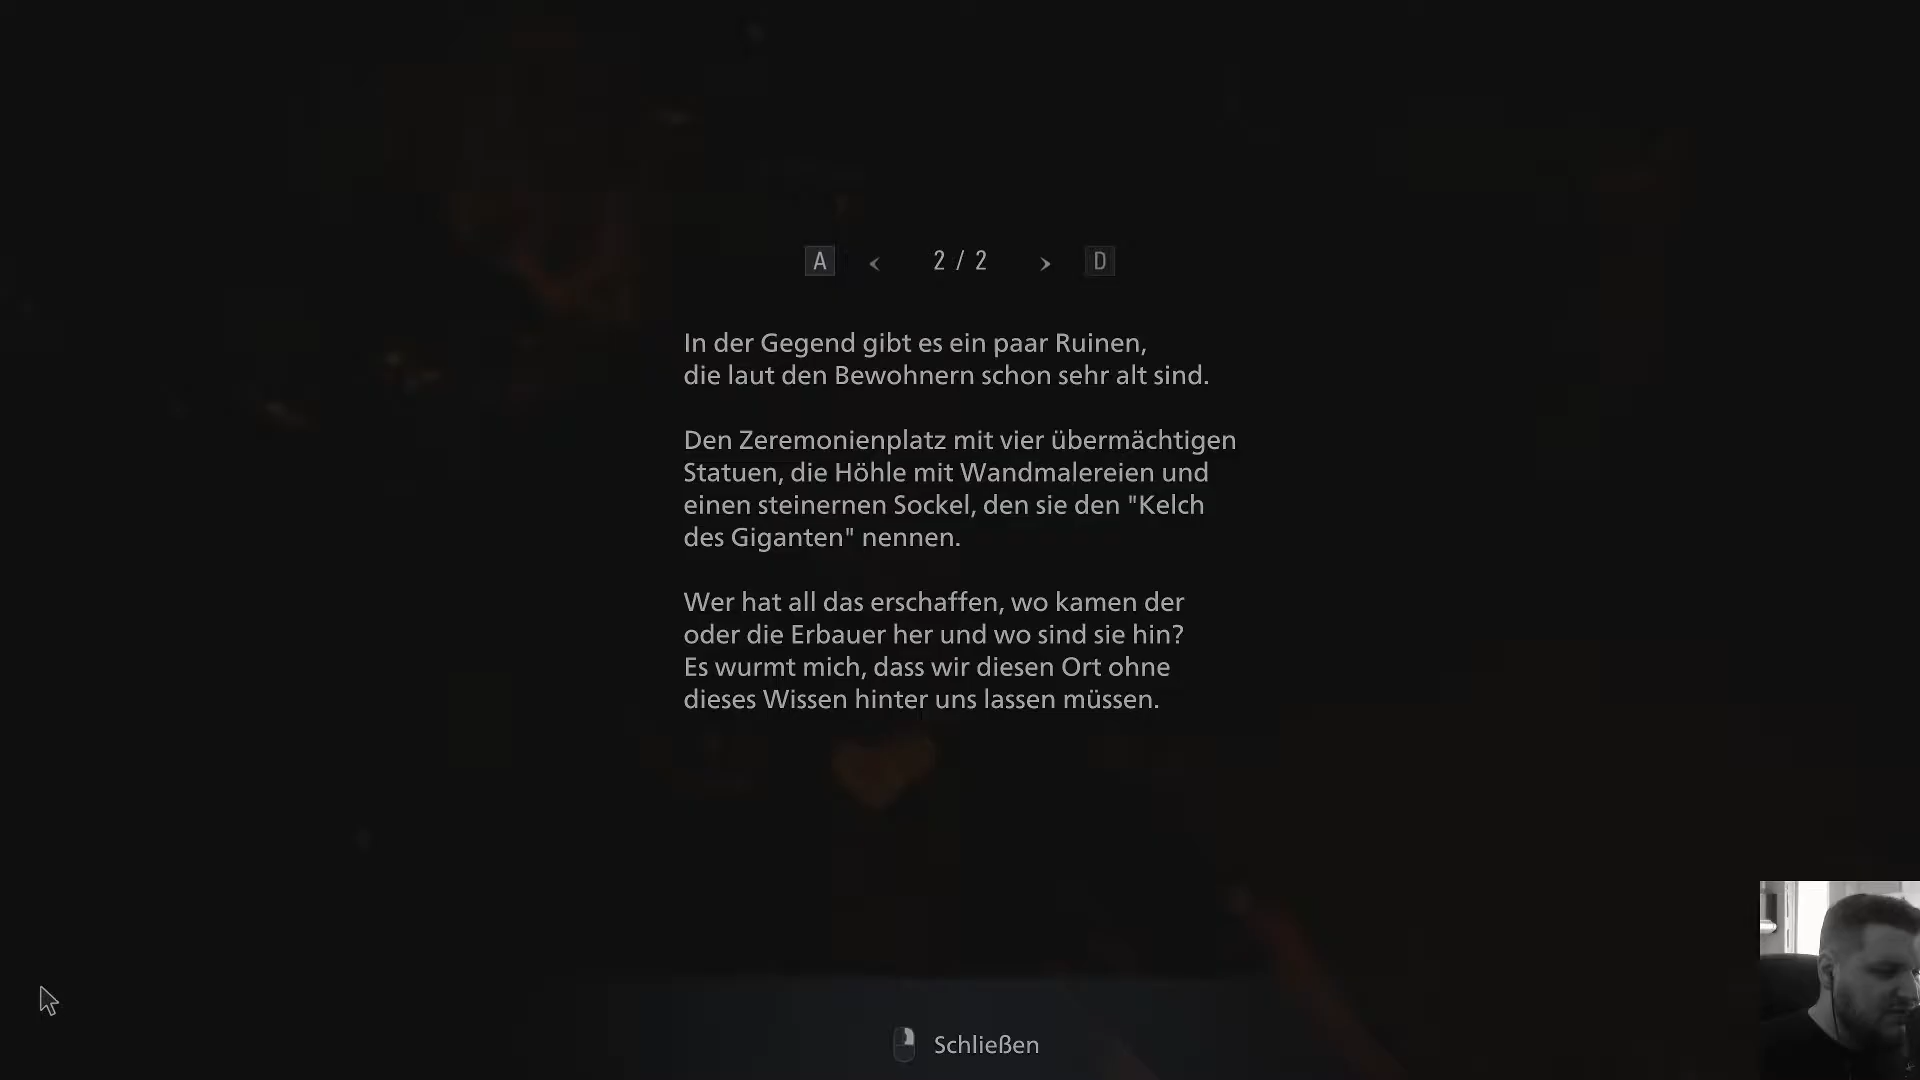 A < 2 / 2 > D
In der Gegend gibt es ein paar Ruinen,
die laut den Bewohnern schon sehr alt sind.
Den Zeremonienplatz mit vier übermächtigen
Statuen, die Höhle mit Wandmalereien und
einen steinernen Sockel, den sie den "Kelch
des Giganten" nennen.
Wer hat all das erschaffen, wo kamen der
oder die Erbauer her und wo sind sie hin?
Es wurmt mich, dass wir diesen Ort ohne
dieses Wissen hinter uns lassen müssen.
Schließen